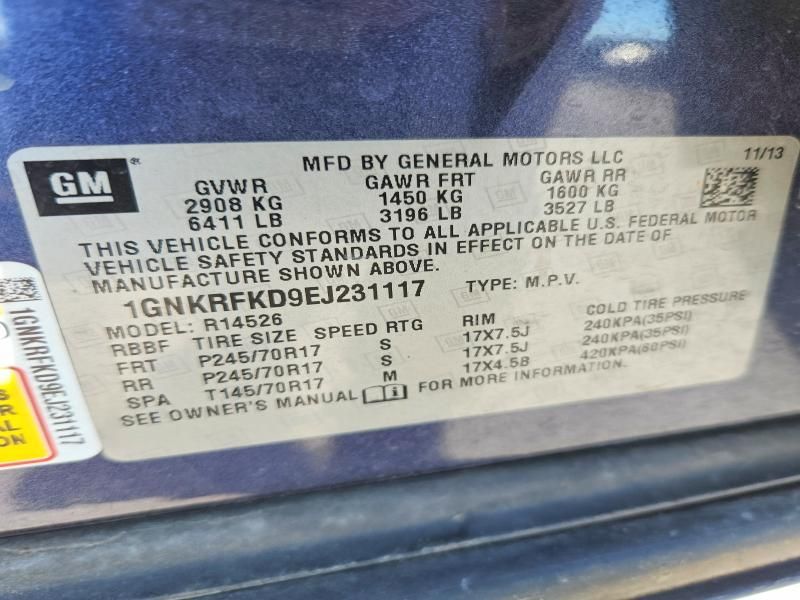 GM
MFD BY GENERAL MOTORS LLC 11/13
GVWR GAWR FRT GAWR RR
2908 KG 1450 KG 1600 KG
6411 LB 3196 LB 3527 LB
THIS VEHICLE CONFORMS TO ALL APPLICABLE U.S. FEDERAL MOTOR
VEHICLE SAFETY STANDARDS IN EFFECT ON THE DATE OF
MANUFACTURE SHOWN ABOVE.
1GNKRFKD9EJ231117 TYPE: M.P.V.
MODEL: R14526
RBBF TIRE SIZE SPEED RTG RIM COLD TIRE PRESSURE
FRT P245/70R17 S 17X7.5J 240KPA(35PSI)
RR P245/70R17 S 17X7.5J 240KPA(35PSI)
SPA T145/70R17 M 17X4.5B 420KPA(60PSI)
SEE OWNER'S MANUAL FOR MORE INFORMATION.
1GNKRFKD9EJ231117